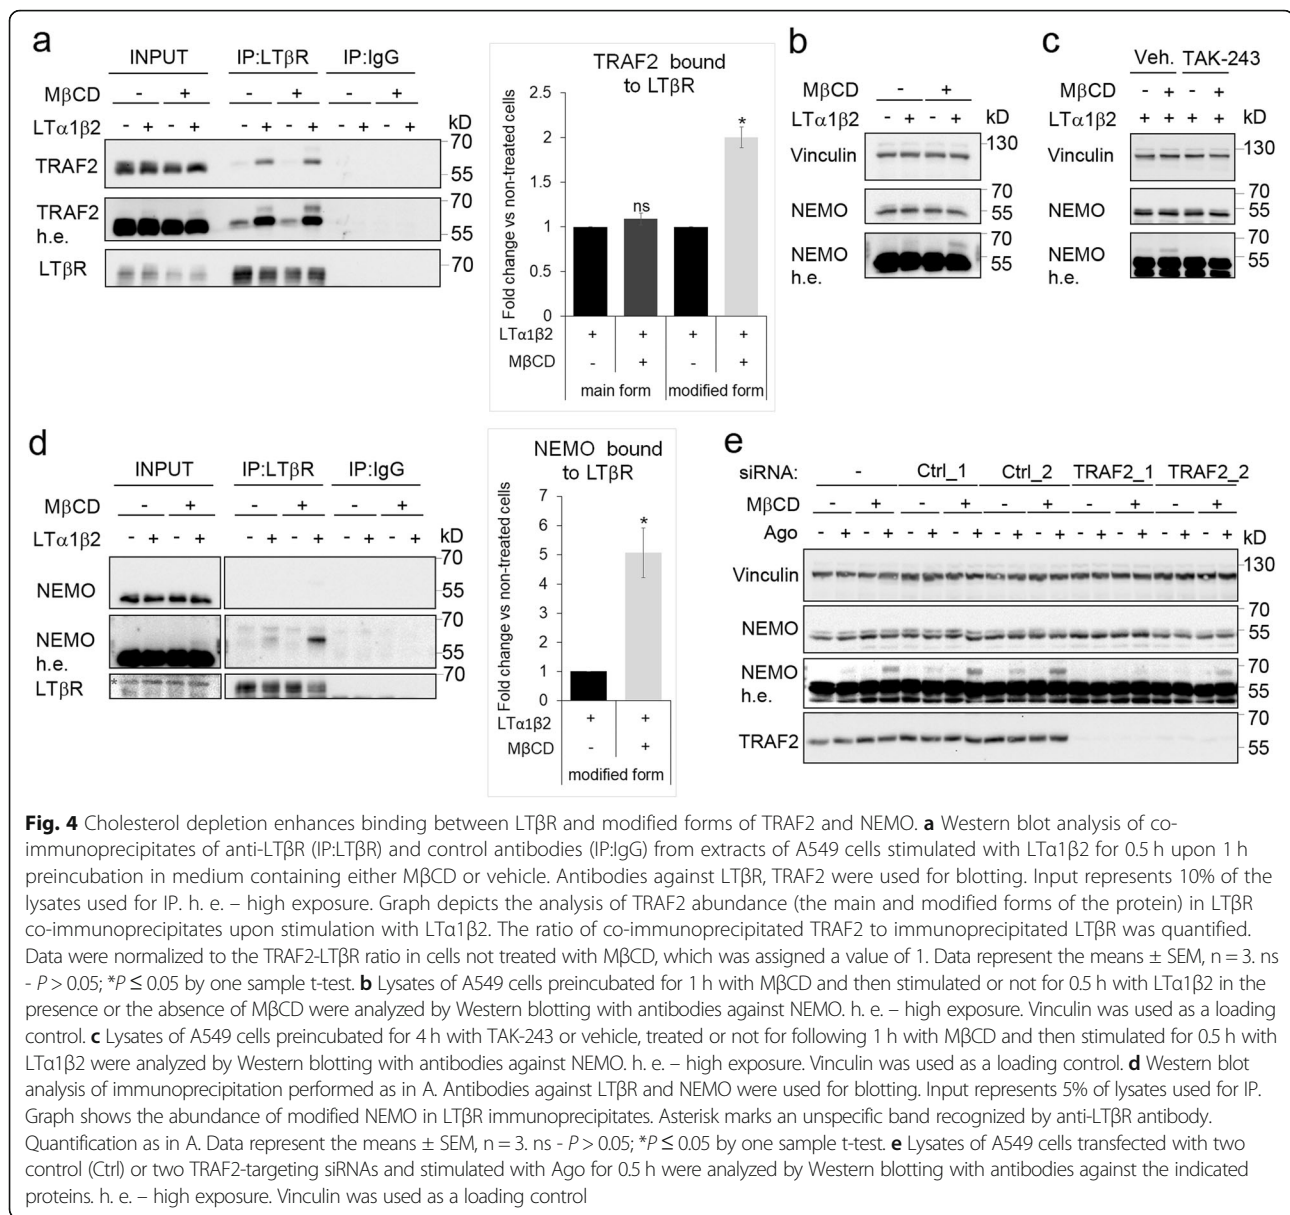 a
INPUT IP:LTβR IP:IgG
MβCD - + - + - +
LTα1β2 - + - + - + - + - + - + kD
TRAF2
70
55
TRAF2
h.e.
70
55
LTβR
70
TRAF2 bound
to LTβR
Fold change vs non-treated cells
2.5
2
1.5
1
0.5
0
ns
*
LTα1β2 + + + +
MβCD - + - +
main form modified form
b
MβCD - +
LTα1β2 - + - + kD
Vinculin 130
NEMO
70
55
NEMO
h.e.
70
55
c
Veh. TAK-243
MβCD - + - +
LTα1β2 + + + + kD
Vinculin 130
NEMO
70
55
NEMO
h.e.
70
55
d
INPUT IP:LTβR IP:IgG
MβCD - + - + - +
LTα1β2 - + - + - + - + - + - + kD
NEMO
70
55
NEMO
h.e.
70
55
*
LTβR
70
NEMO bound
to LTβR
Fold change vs non-treated cells
7
6
5
4
3
2
1
0
*
LTα1β2 + +
MβCD - +
modified form
e
siRNA: - Ctrl_1 Ctrl_2 TRAF2_1 TRAF2_2
MβCD - + - + - + - + - +
Ago - + - + - + - + - + - + - + - + - + - + kD
Vinculin 130
NEMO
70
55
NEMO
h.e.
70
55
TRAF2
70
55
Fig. 4 Cholesterol depletion enhances binding between LTβR and modified forms of TRAF2 and NEMO. a Western blot analysis of co-
immunoprecipitates of anti-LTβR (IP:LTβR) and control antibodies (IP:IgG) from extracts of A549 cells stimulated with LTα1β2 for 0.5 h upon 1 h
preincubation in medium containing either MβCD or vehicle. Antibodies against LTβR, TRAF2 were used for blotting. Input represents 10% of the
lysates used for IP. h. e. – high exposure. Graph depicts the analysis of TRAF2 abundance (the main and modified forms of the protein) in LTβR
co-immunoprecipitates upon stimulation with LTα1β2. The ratio of co-immunoprecipitated TRAF2 to immunoprecipitated LTβR was quantified.
Data were normalized to the TRAF2-LTβR ratio in cells not treated with MβCD, which was assigned a value of 1. Data represent the means ± SEM, n = 3. ns
- P > 0.05; *P ≤ 0.05 by one sample t-test. b Lysates of A549 cells preincubated for 1 h with MβCD and then stimulated or not for 0.5 h with LTα1β2 in the
presence or the absence of MβCD were analyzed by Western blotting with antibodies against NEMO. h. e. – high exposure. Vinculin was used as a loading
control. c Lysates of A549 cells preincubated for 4 h with TAK-243 or vehicle, treated or not for following 1 h with MβCD and then stimulated for 0.5 h with
LTα1β2 were analyzed by Western blotting with antibodies against NEMO. h. e. – high exposure. Vinculin was used as a loading control. d Western blot
analysis of immunoprecipitation performed as in A. Antibodies against LTβR and NEMO were used for blotting. Input represents 5% of lysates used for IP.
Graph shows the abundance of modified NEMO in LTβR immunoprecipitates. Asterisk marks an unspecific band recognized by anti-LTβR antibody.
Quantification as in A. Data represent the means ± SEM, n = 3. ns - P > 0.05; *P ≤ 0.05 by one sample t-test. e Lysates of A549 cells transfected with two
control (Ctrl) or two TRAF2-targeting siRNAs and stimulated with Ago for 0.5 h were analyzed by Western blotting with antibodies against the indicated
proteins. h. e. – high exposure. Vinculin was used as a loading control